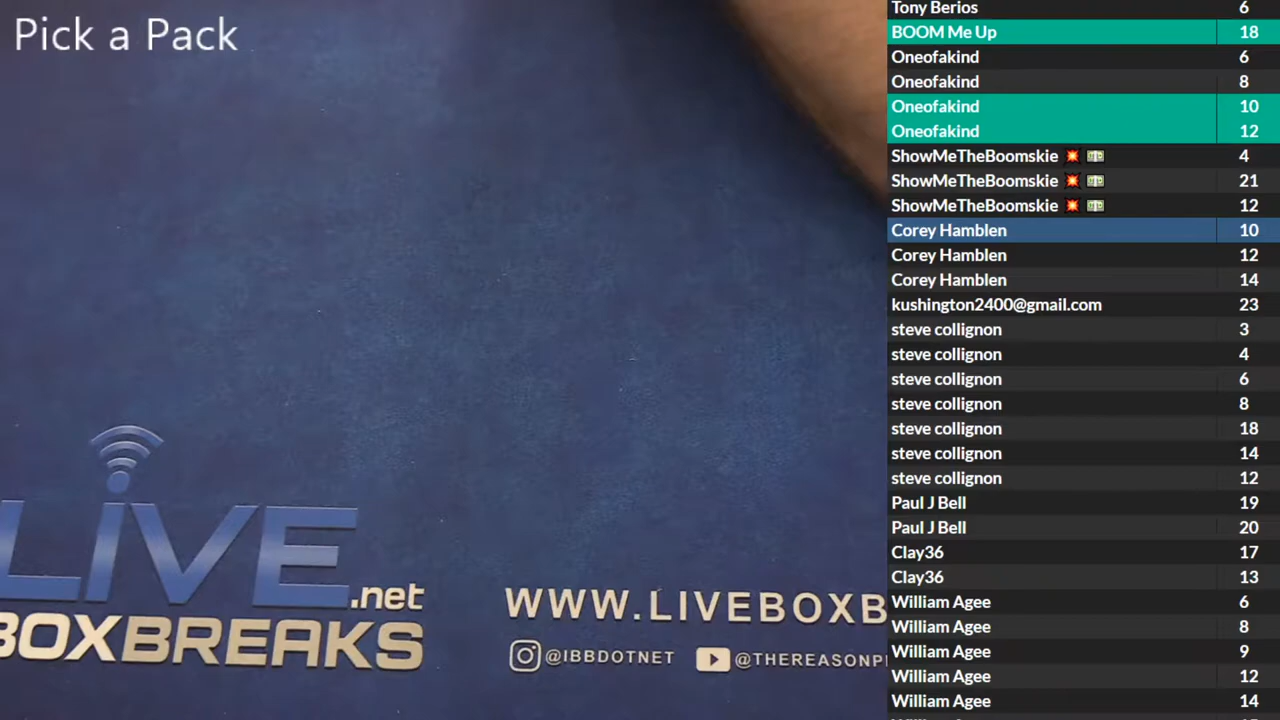 Pick a Pack
Tony Berios 6
BOOM Me Up 18
Oneofakind 6
Oneofakind 8
Oneofakind 10
Oneofakind 12
ShowMeTheBoomskie 💥 💵 4
ShowMeTheBoomskie 💥 💵 21
ShowMeTheBoomskie 💥 💵 12
Corey Hamblen 10
Corey Hamblen 12
Corey Hamblen 14
kushington2400@gmail.com 23
steve collignon 3
steve collignon 4
steve collignon 6
steve collignon 8
steve collignon 18
steve collignon 14
steve collignon 12
Paul J Bell 19
Paul J Bell 20
Clay36 17
Clay36 13
William Agee 6
William Agee 8
William Agee 9
William Agee 12
William Agee 14
LIVE.net
BOXBREAKS
WWW.LIVEBOXB
@IBBDOTNET @THEREASONP